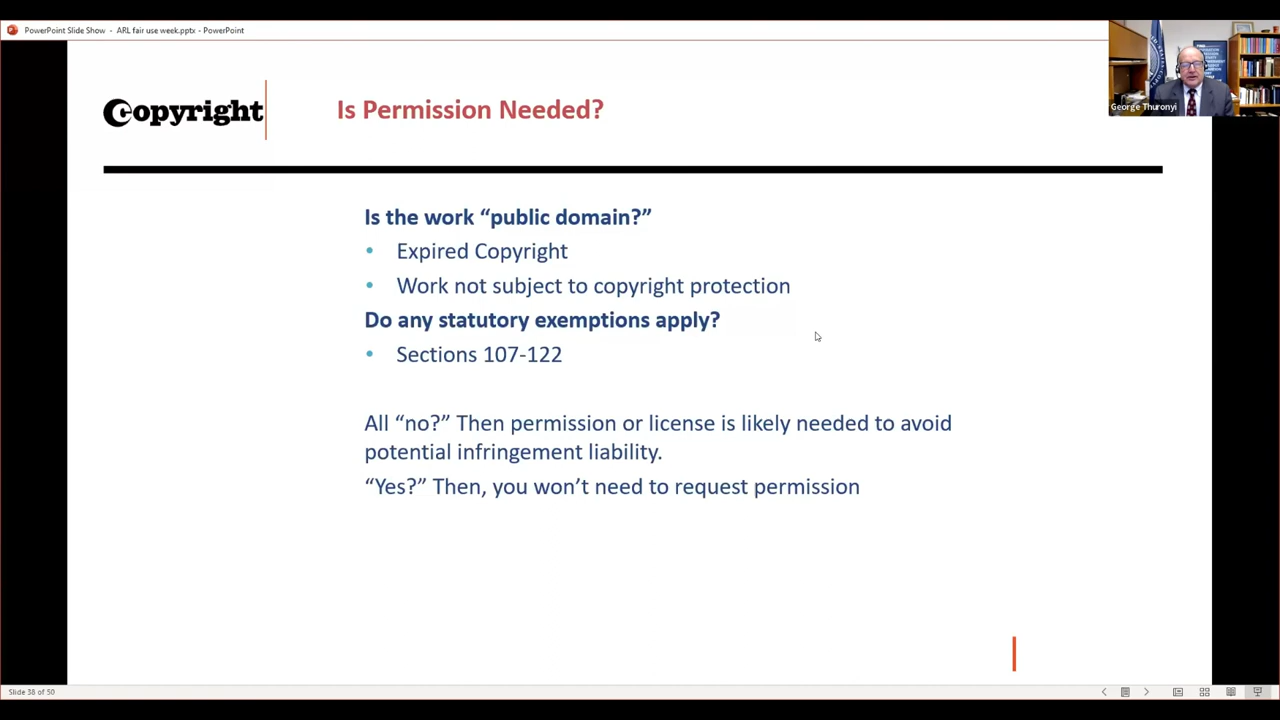 PowerPoint Slide Show - ARL fair use week.pptx - PowerPoint
George Thuronyi
Copyright
Is Permission Needed?
Is the work “public domain?”
• Expired Copyright
• Work not subject to copyright protection
Do any statutory exemptions apply?
• Sections 107-122
All “no?” Then permission or license is likely needed to avoid
potential infringement liability.
“Yes?” Then, you won’t need to request permission
Slide 38 of 50